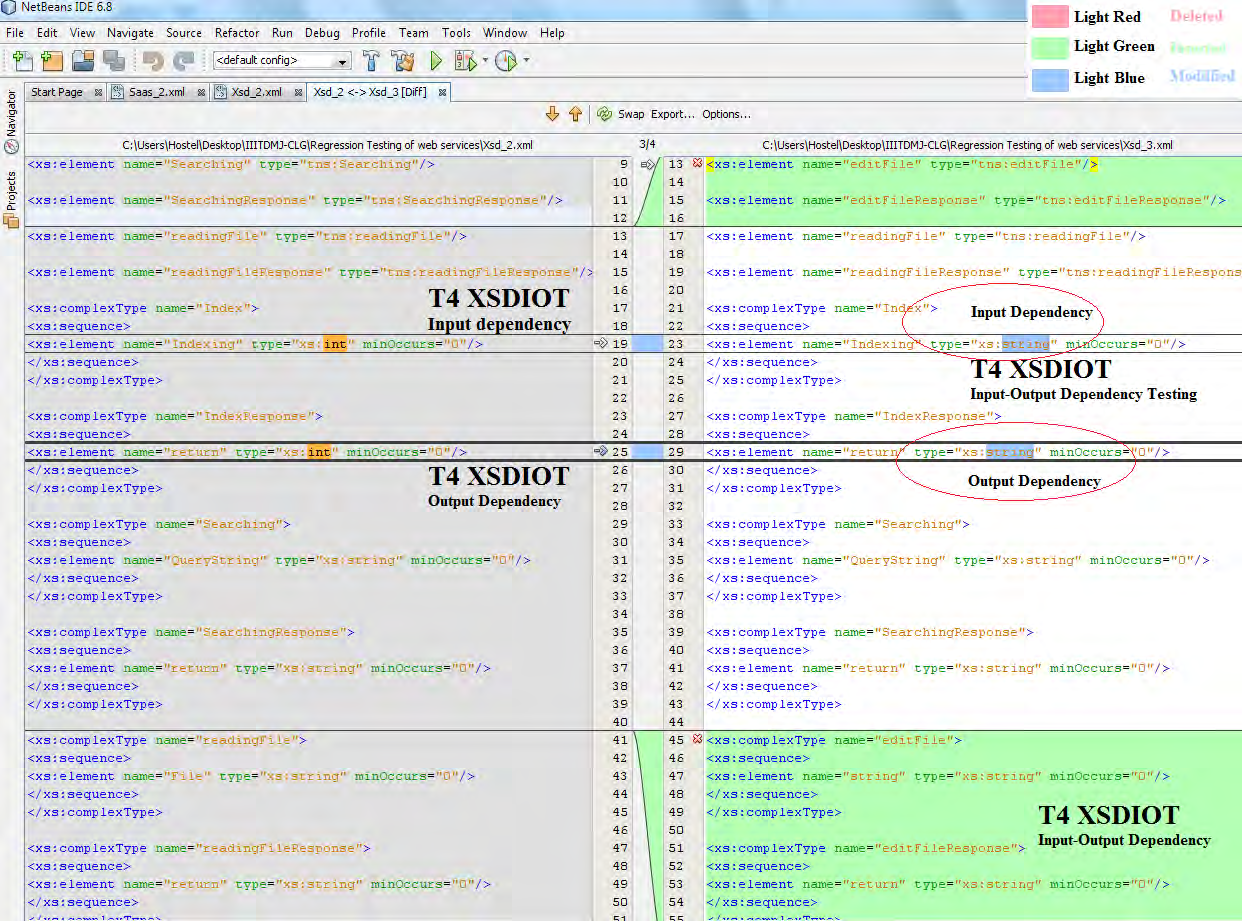 NetBeans IDE 6.8
Light Red Deleted
File Edit View Navigate Source Refactor Run Debug Profile Team Tools Window Help
Light Green
<default config>
Light Blue Modified
Start Page Saas_2.xml Xsd_2.xml Xsd_2 <-> Xsd_3 [Diff]
Navigator
Projects
Swap Export... Options...
C:\Users\Hostel\Desktop\IIITDMJ-CLG\Regression Testing of web services\Xsd_2.xml 3/4 C:\Users\Hostel\Desktop\IIITDMJ-CLG\Regression Testing of web services\Xsd_3.xml
<xs:element name="Searching" type="tns:Searching"/> 9 13 <xs:element name="editFile" type="tns:editFile"/>
10 14
<xs:element name="SearchingResponse" type="tns:SearchingResponse"/> 11 15 <xs:element name="editFileResponse" type="tns:editFileResponse"/>
12 16
<xs:element name="readingFile" type="tns:readingFile"/> 13 17 <xs:element name="readingFile" type="tns:readingFile"/>
14 18
<xs:element name="readingFileResponse" type="tns:readingFileResponse"/> 15 19 <xs:element name="readingFileResponse" type="tns:readingFileRespons
16 20
T4 XSDIOT
<xs:complexType name="Index"> 17 21 <xs:complexType name="Index"> Input Dependency
<xs:sequence> Input dependency 18 22 <xs:sequence>
<xs:element name="Indexing" type="xs:int" minOccurs="0"/> 19 23 <xs:element name="Indexing" type="xs:string" minOccurs="0"/>
</xs:sequence> 20 24 </xs:sequence> T4 XSDIOT
</xs:complexType> 21 25 </xs:complexType>
22 26 Input-Output Dependency Testing
<xs:complexType name="IndexResponse"> 23 27 <xs:complexType name="IndexResponse">
<xs:sequence> 24 28 <xs:sequence>
<xs:element name="return" type="xs:int" minOccurs="0"/> 25 29 <xs:element name="return" type="xs:string" minOccurs="0"/>
</xs:sequence> T4 XSDIOT 26 30 </xs:sequence>
</xs:complexType> 27 31 </xs:complexType> Output Dependency
Output Dependency 28 32
<xs:complexType name="Searching"> 29 33 <xs:complexType name="Searching">
<xs:sequence> 30 34 <xs:sequence>
<xs:element name="QueryString" type="xs:string" minOccurs="0"/> 31 35 <xs:element name="QueryString" type="xs:string" minOccurs="0"/>
</xs:sequence> 32 36 </xs:sequence>
</xs:complexType> 33 37 </xs:complexType>
34 38
<xs:complexType name="SearchingResponse"> 35 39 <xs:complexType name="SearchingResponse">
<xs:sequence> 36 40 <xs:sequence>
<xs:element name="return" type="xs:string" minOccurs="0"/> 37 41 <xs:element name="return" type="xs:string" minOccurs="0"/>
</xs:sequence> 38 42 </xs:sequence>
</xs:complexType> 39 43 </xs:complexType>
40 44
<xs:complexType name="readingFile"> 41 45 <xs:complexType name="editFile">
<xs:sequence> 42 46 <xs:sequence>
<xs:element name="File" type="xs:string" minOccurs="0"/> 43 47 <xs:element name="string" type="xs:string" minOccurs="0"/>
</xs:sequence> 44 48 </xs:sequence>
</xs:complexType> 45 49 </xs:complexType> T4 XSDIOT
46 50
<xs:complexType name="readingFileResponse"> 47 51 <xs:complexType name="editFileResponse"> Input-Output Dependency
<xs:sequence> 48 52 <xs:sequence>
<xs:element name="return" type="xs:string" minOccurs="0"/> 49 53 <xs:element name="return" type="xs:string" minOccurs="0"/>
</xs:sequence> 50 54 </xs:sequence>
</xs:complexType> 51 55 </xs:complexType>